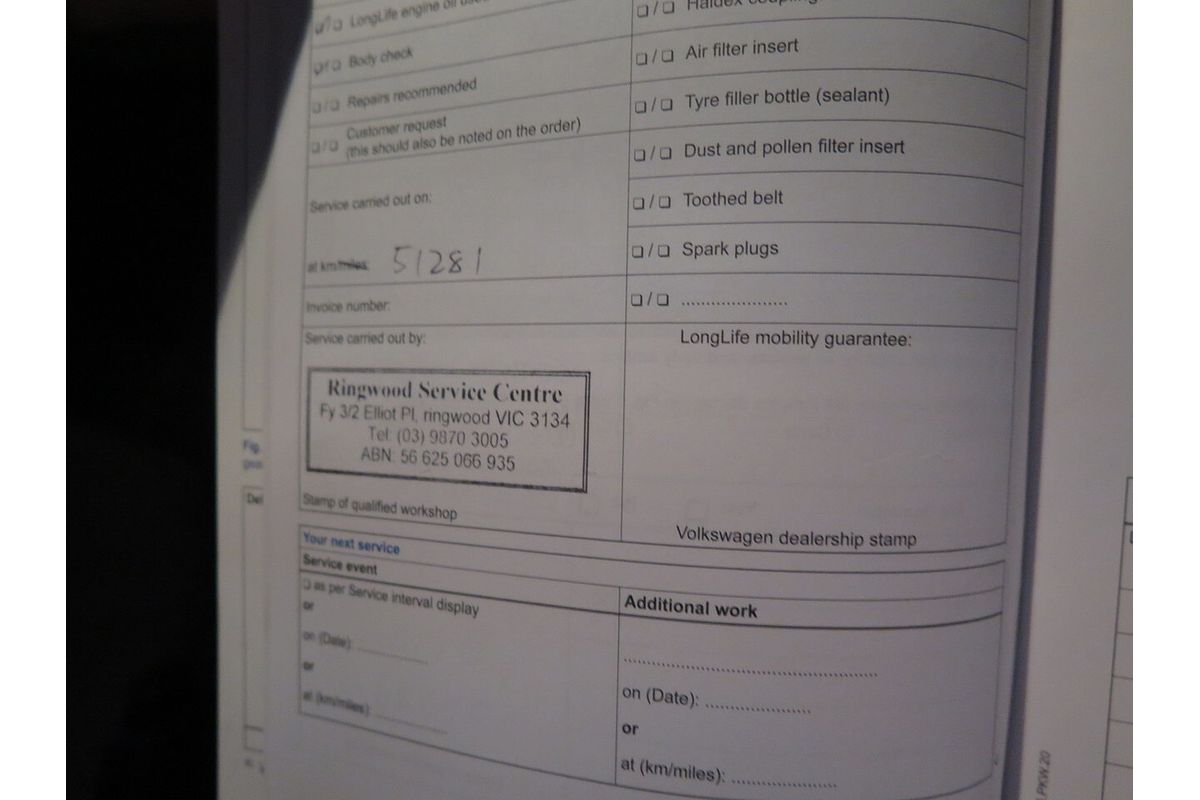 LongLife engine oil
Body check
Repairs recommended
Customer request
(this should also be noted on the order)
Service carried out on:
at km/miles: 51281
Invoice number:
Service carried out by:
Ringwood Service Centre
Fy 3/2 Elliot Pl, ringwood VIC 3134
Tel: (03) 9870 3005
ABN: 56 625 066 935
Stamp of qualified workshop
Haldex
Air filter insert
Tyre filler bottle (sealant)
Dust and pollen filter insert
Toothed belt
Spark plugs
......................
LongLife mobility guarantee:
Volkswagen dealership stamp
Your next service
Service event
as per Service interval display
or
on (Date): ..................
or
at (km/miles): ..................
Additional work
on (Date): ......................
or
at (km/miles): ......................
Fig.
Del
PKW.20